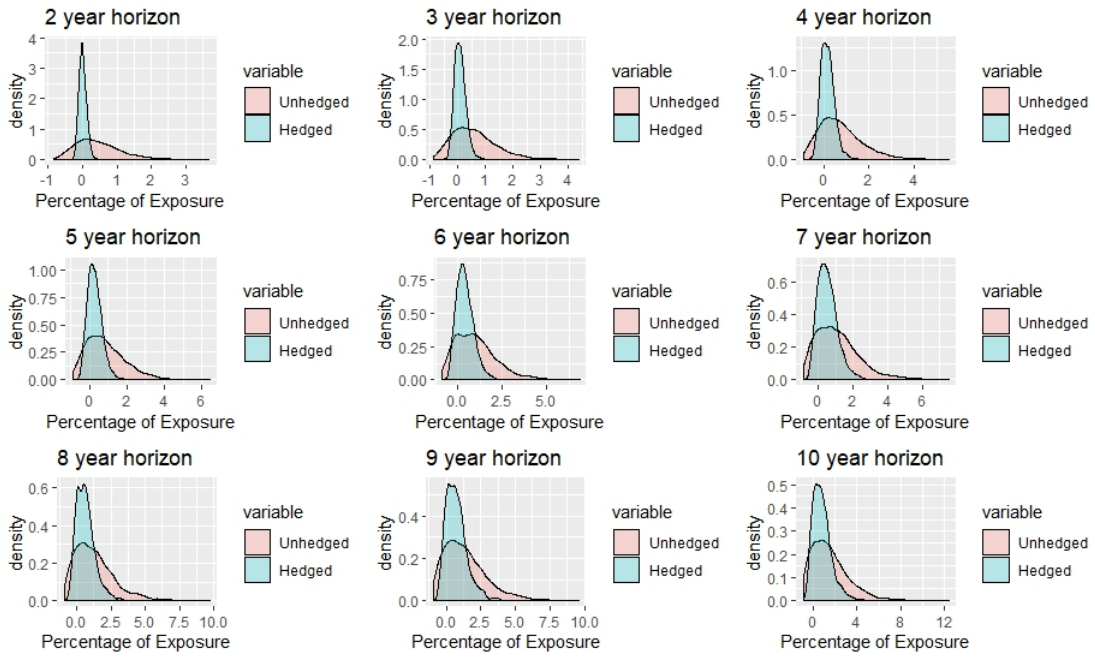 2 year horizon
4
3
2
1
0
density
-1 0 1 2 3
Percentage of Exposure
variable
Unhedged
Hedged
3 year horizon
2.0
1.5
1.0
0.5
0.0
density
-1 0 1 2 3 4
Percentage of Exposure
variable
Unhedged
Hedged
4 year horizon
1.0
0.5
0.0
density
0 2 4
Percentage of Exposure
variable
Unhedged
Hedged
5 year horizon
1.00
0.75
0.50
0.25
0.00
density
0 2 4 6
Percentage of Exposure
variable
Unhedged
Hedged
6 year horizon
0.75
0.50
0.25
0.00
density
0.0 2.5 5.0
Percentage of Exposure
variable
Unhedged
Hedged
7 year horizon
0.6
0.4
0.2
0.0
density
0 2 4 6
Percentage of Exposure
variable
Unhedged
Hedged
8 year horizon
0.6
0.4
0.2
0.0
density
0.0 2.5 5.0 7.5 10.0
Percentage of Exposure
variable
Unhedged
Hedged
9 year horizon
0.4
0.2
0.0
density
0.0 2.5 5.0 7.5 10.0
Percentage of Exposure
variable
Unhedged
Hedged
10 year horizon
0.5
0.4
0.3
0.2
0.1
0.0
density
0 4 8 12
Percentage of Exposure
variable
Unhedged
Hedged